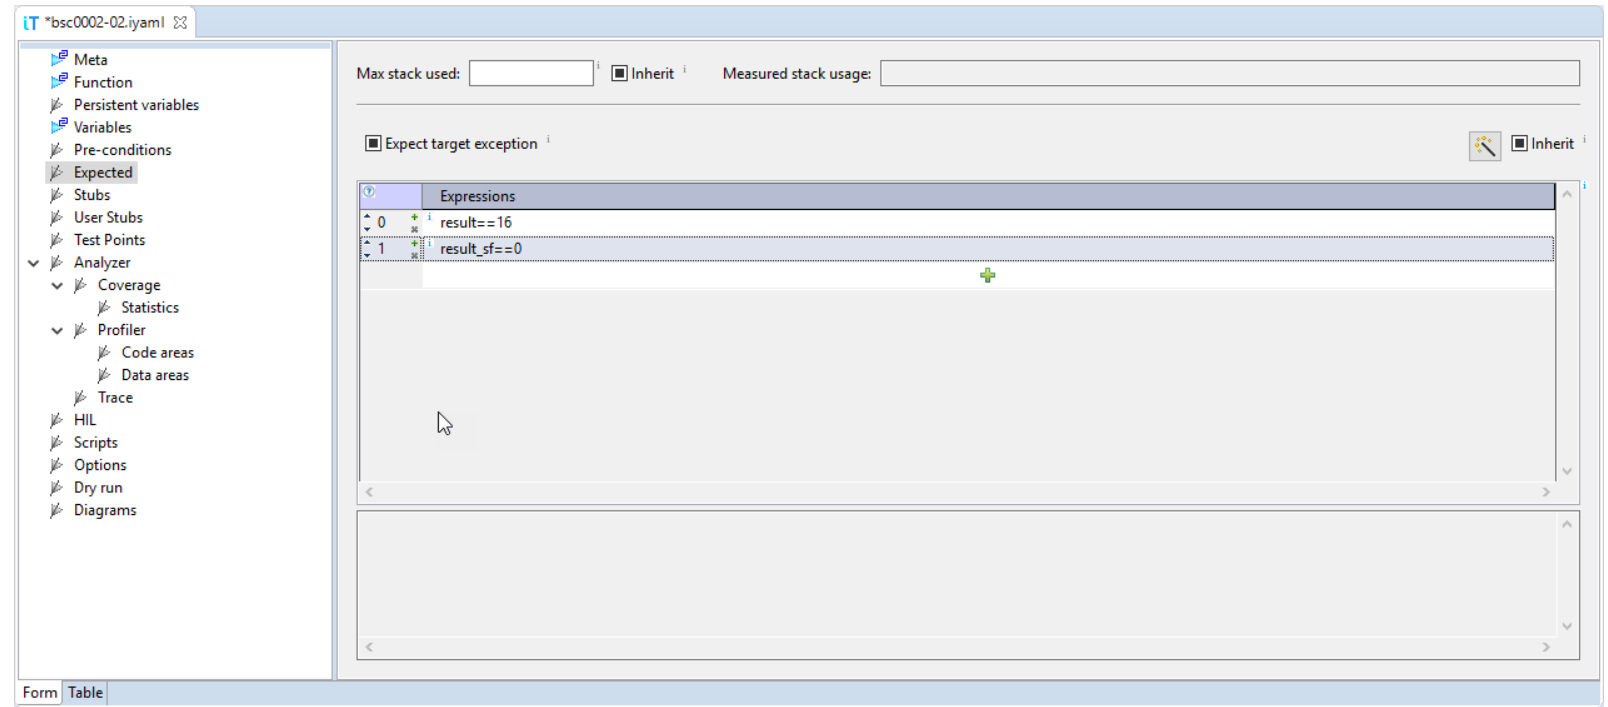 iT *bsc0002-02.iyaml
Meta
Function
Persistent variables
Variables
Pre-conditions
Expected
Stubs
User Stubs
Test Points
Analyzer
Coverage
Statistics
Profiler
Code areas
Data areas
Trace
HIL
Scripts
Options
Dry run
Diagrams
Max stack used: i Inherit i Measured stack usage:
Expect target exception i Inherit i
? Expressions i
0 i result==16
1 i result_sf==0
Form Table